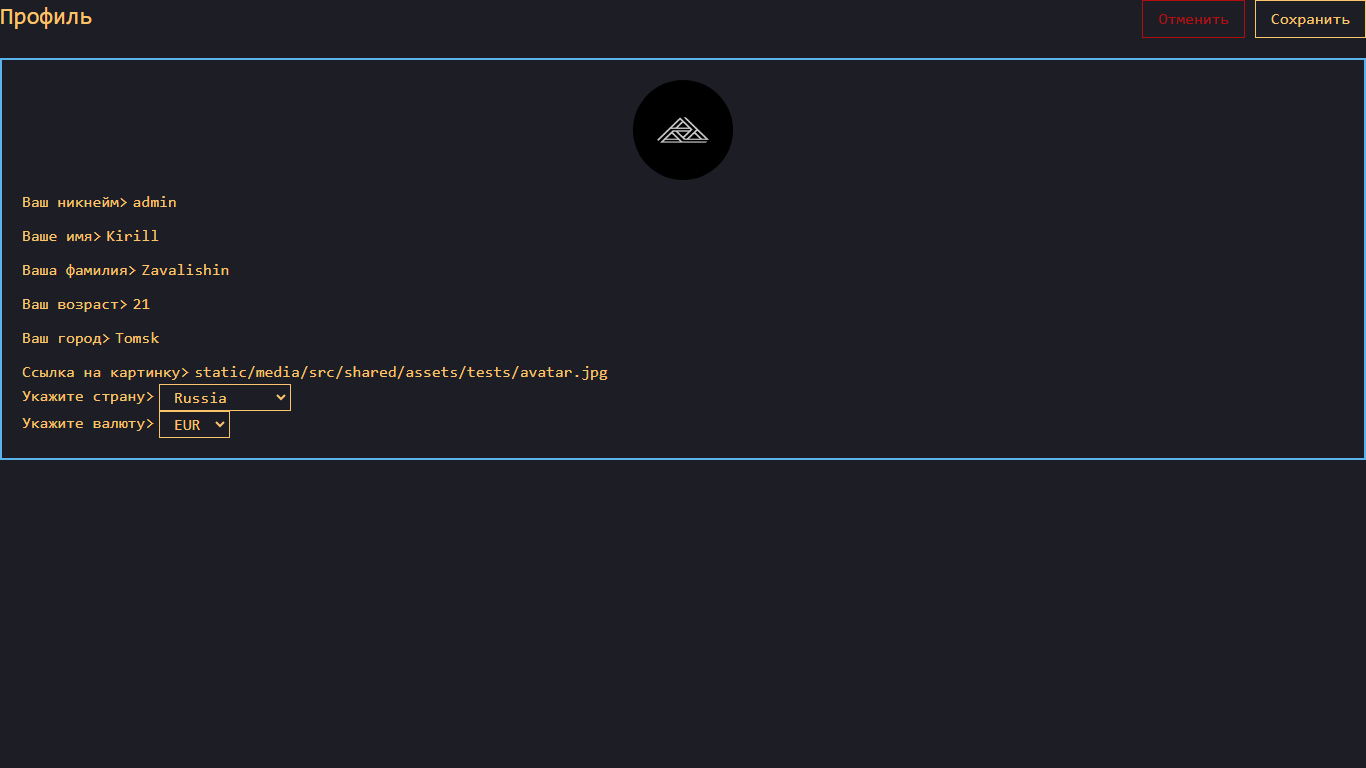 Профиль
Отменить
Сохранить
Ваш никнейм> admin
Ваше имя> Kirill
Ваша фамилия> Zavalishin
Ваш возраст> 21
Ваш город> Tomsk
Ссылка на картинку> static/media/src/shared/assets/tests/avatar.jpg
Укажите страну> Russia
Укажите валюту> EUR